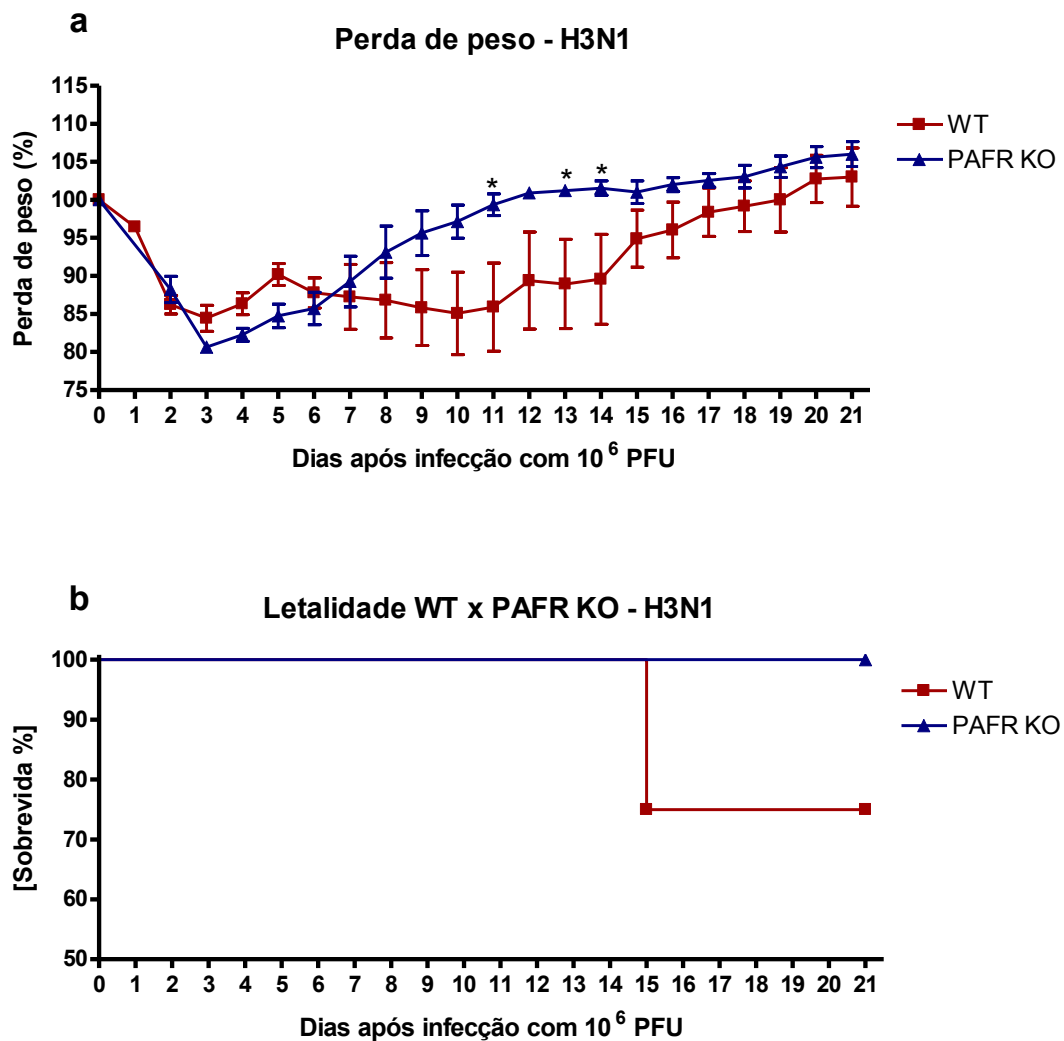 a
Perda de peso - H3N1
Perda de peso (%)
115
110
105
100
95
90
85
80
75
* * *
0 1 2 3 4 5 6 7 8 9 10 11 12 13 14 15 16 17 18 19 20 21
Dias após infecção com 10 6 PFU
WT
PAFR KO
b
Letalidade WT x PAFR KO - H3N1
[Sobrevida %]
100
90
80
70
60
50
0 1 2 3 4 5 6 7 8 9 10 11 12 13 14 15 16 17 18 19 20 21
Dias após infecção com 10 6 PFU
WT
PAFR KO